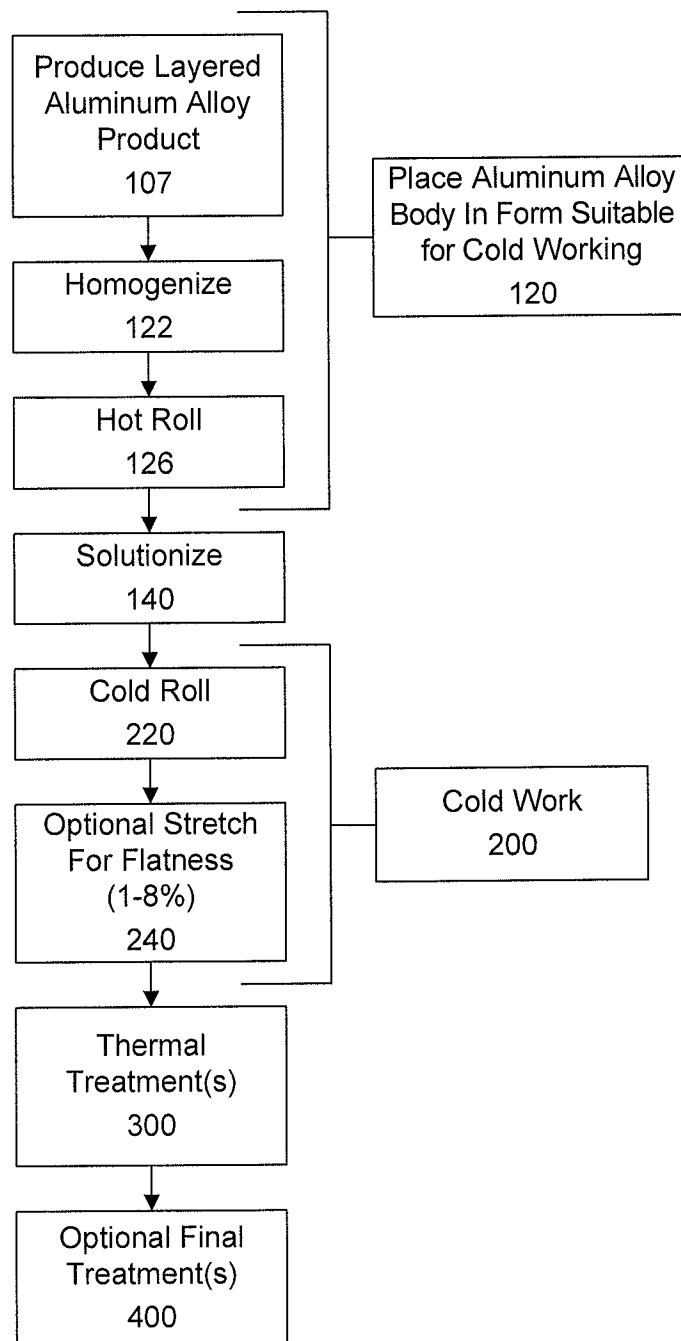 Produce Layered
Aluminum Alloy
Product
107
Place Aluminum Alloy
Body In Form Suitable
for Cold Working
120
Homogenize
122
Hot Roll
126
Solutionize
140
Cold Roll
220
Optional Stretch
For Flatness
(1-8%)
240
Cold Work
200
Thermal
Treatment(s)
300
Optional Final
Treatment(s)
400